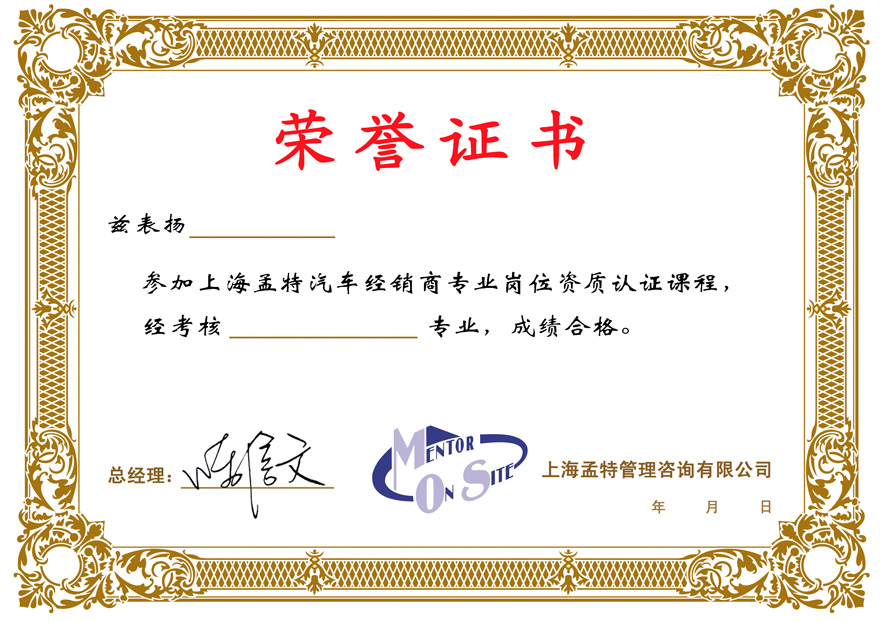 荣誉证书
兹表扬
参加上海孟特汽车经销商专业岗位资质认证课程，
经考核 专业，成绩合格。
总经理：
MENTOR
ON SITE
上海孟特管理咨询有限公司
年 月 日